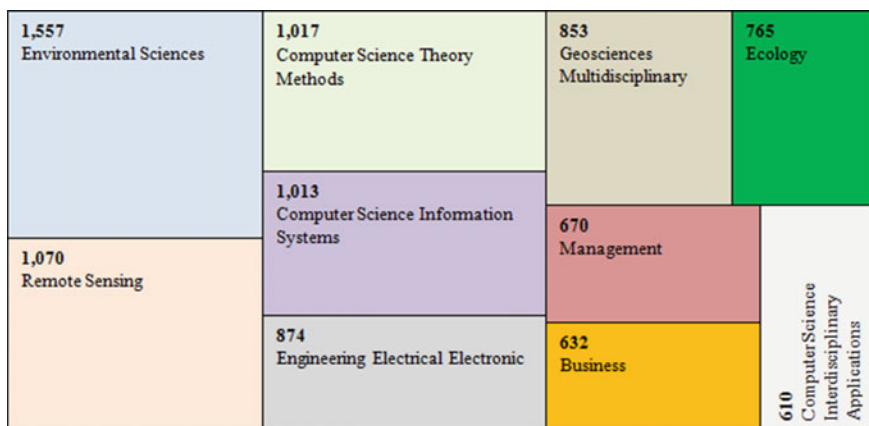 1,557
Environmental Sciences
1,070
Remote Sensing
1,017
Computer Science Theory
Methods
1,013
Computer Science Information
Systems
874
Engineering Electrical Electronic
853
Geosciences
Multidisciplinary
765
Ecology
670
Management
632
Business
610
Computer Science
Interdisciplinary
Applications